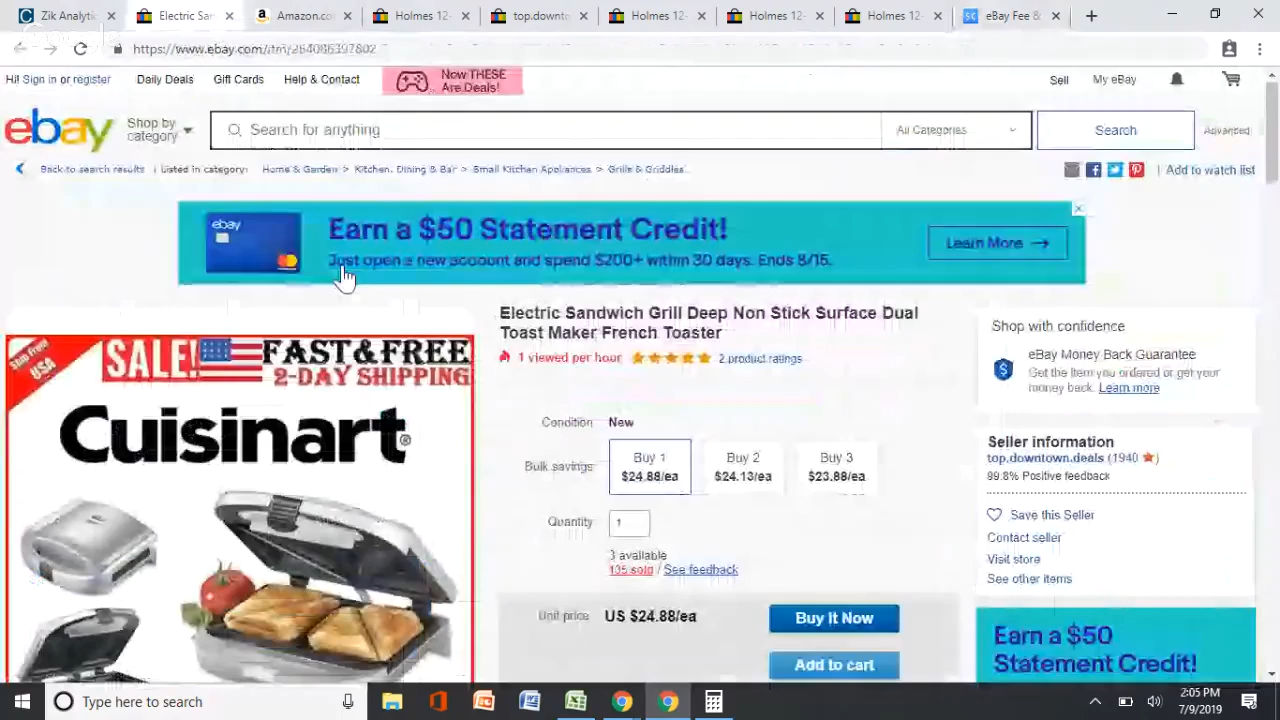 Zik Analytic
Electric San
Amazon.co
Holmes 12-
top.downto
Holmes 12-
Holmes 12-
Holmes 12-
eBay Fee &
https://www.ebay.com/itm/264086397802
Hi! Sign in or register
Daily Deals
Gift Cards
Help & Contact
Now THESE
Are Deals!
Sell
My eBay
ebay
Shop by
category
Search for anything
All Categories
Search
Advanced
Back to search results
Listed in category:
Home & Garden > Kitchen, Dining & Bar > Small Kitchen Appliances > Grills & Griddles
Add to watch list
ebay
Earn a $50 Statement Credit!
Just open a new account and spend $200+ within 30 days. Ends 8/15.
Learn More
Electric Sandwich Grill Deep Non Stick Surface Dual
Toast Maker French Toaster
1 viewed per hour
2 product ratings
Shop with confidence
eBay Money Back Guarantee
Get the item you ordered or get your
money back. Learn more
Ship From
USA
SALE!
FAST&FREE
2-DAY SHIPPING
Cuisinart®
Condition: New
Bulk savings:
Buy 1
$24.88/ea
Buy 2
$24.13/ea
Buy 3
$23.88/ea
Quantity:
1
3 available
135 sold / See feedback
Seller information
top.downtown.deals (1940 )
99.8% Positive feedback
Save this Seller
Contact seller
Visit store
See other items
Unit price: US $24.88/ea
Buy It Now
Add to cart
Earn a $50
Statement Credit!
Type here to search
2:05 PM
7/9/2019